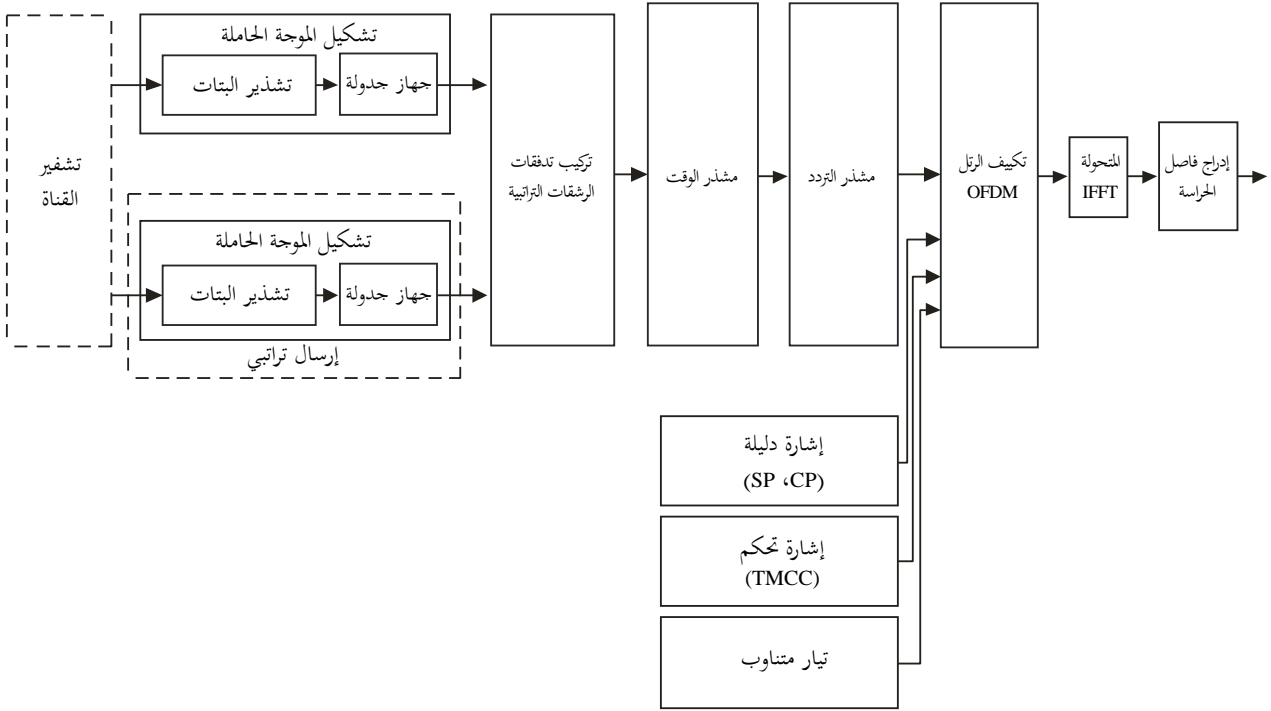 تشفير
القناة
تشكيل الموجة الحاملة
تشذير البتات
جهاز جدولة
تشكيل الموجة الحاملة
تشذير البتات
جهاز جدولة
إرسال تراتبي
تركيب تدفقات
الرشقات التراتبية
مشذر الوقت
مشذر التردد
تكييف الرتل
OFDM
المتحولة
IFFT
إدراج فاصل
الحراسة
إشارة دليلة
(SP ،CP)
إشارة تحكم
(TMCC)
تيار متناوب